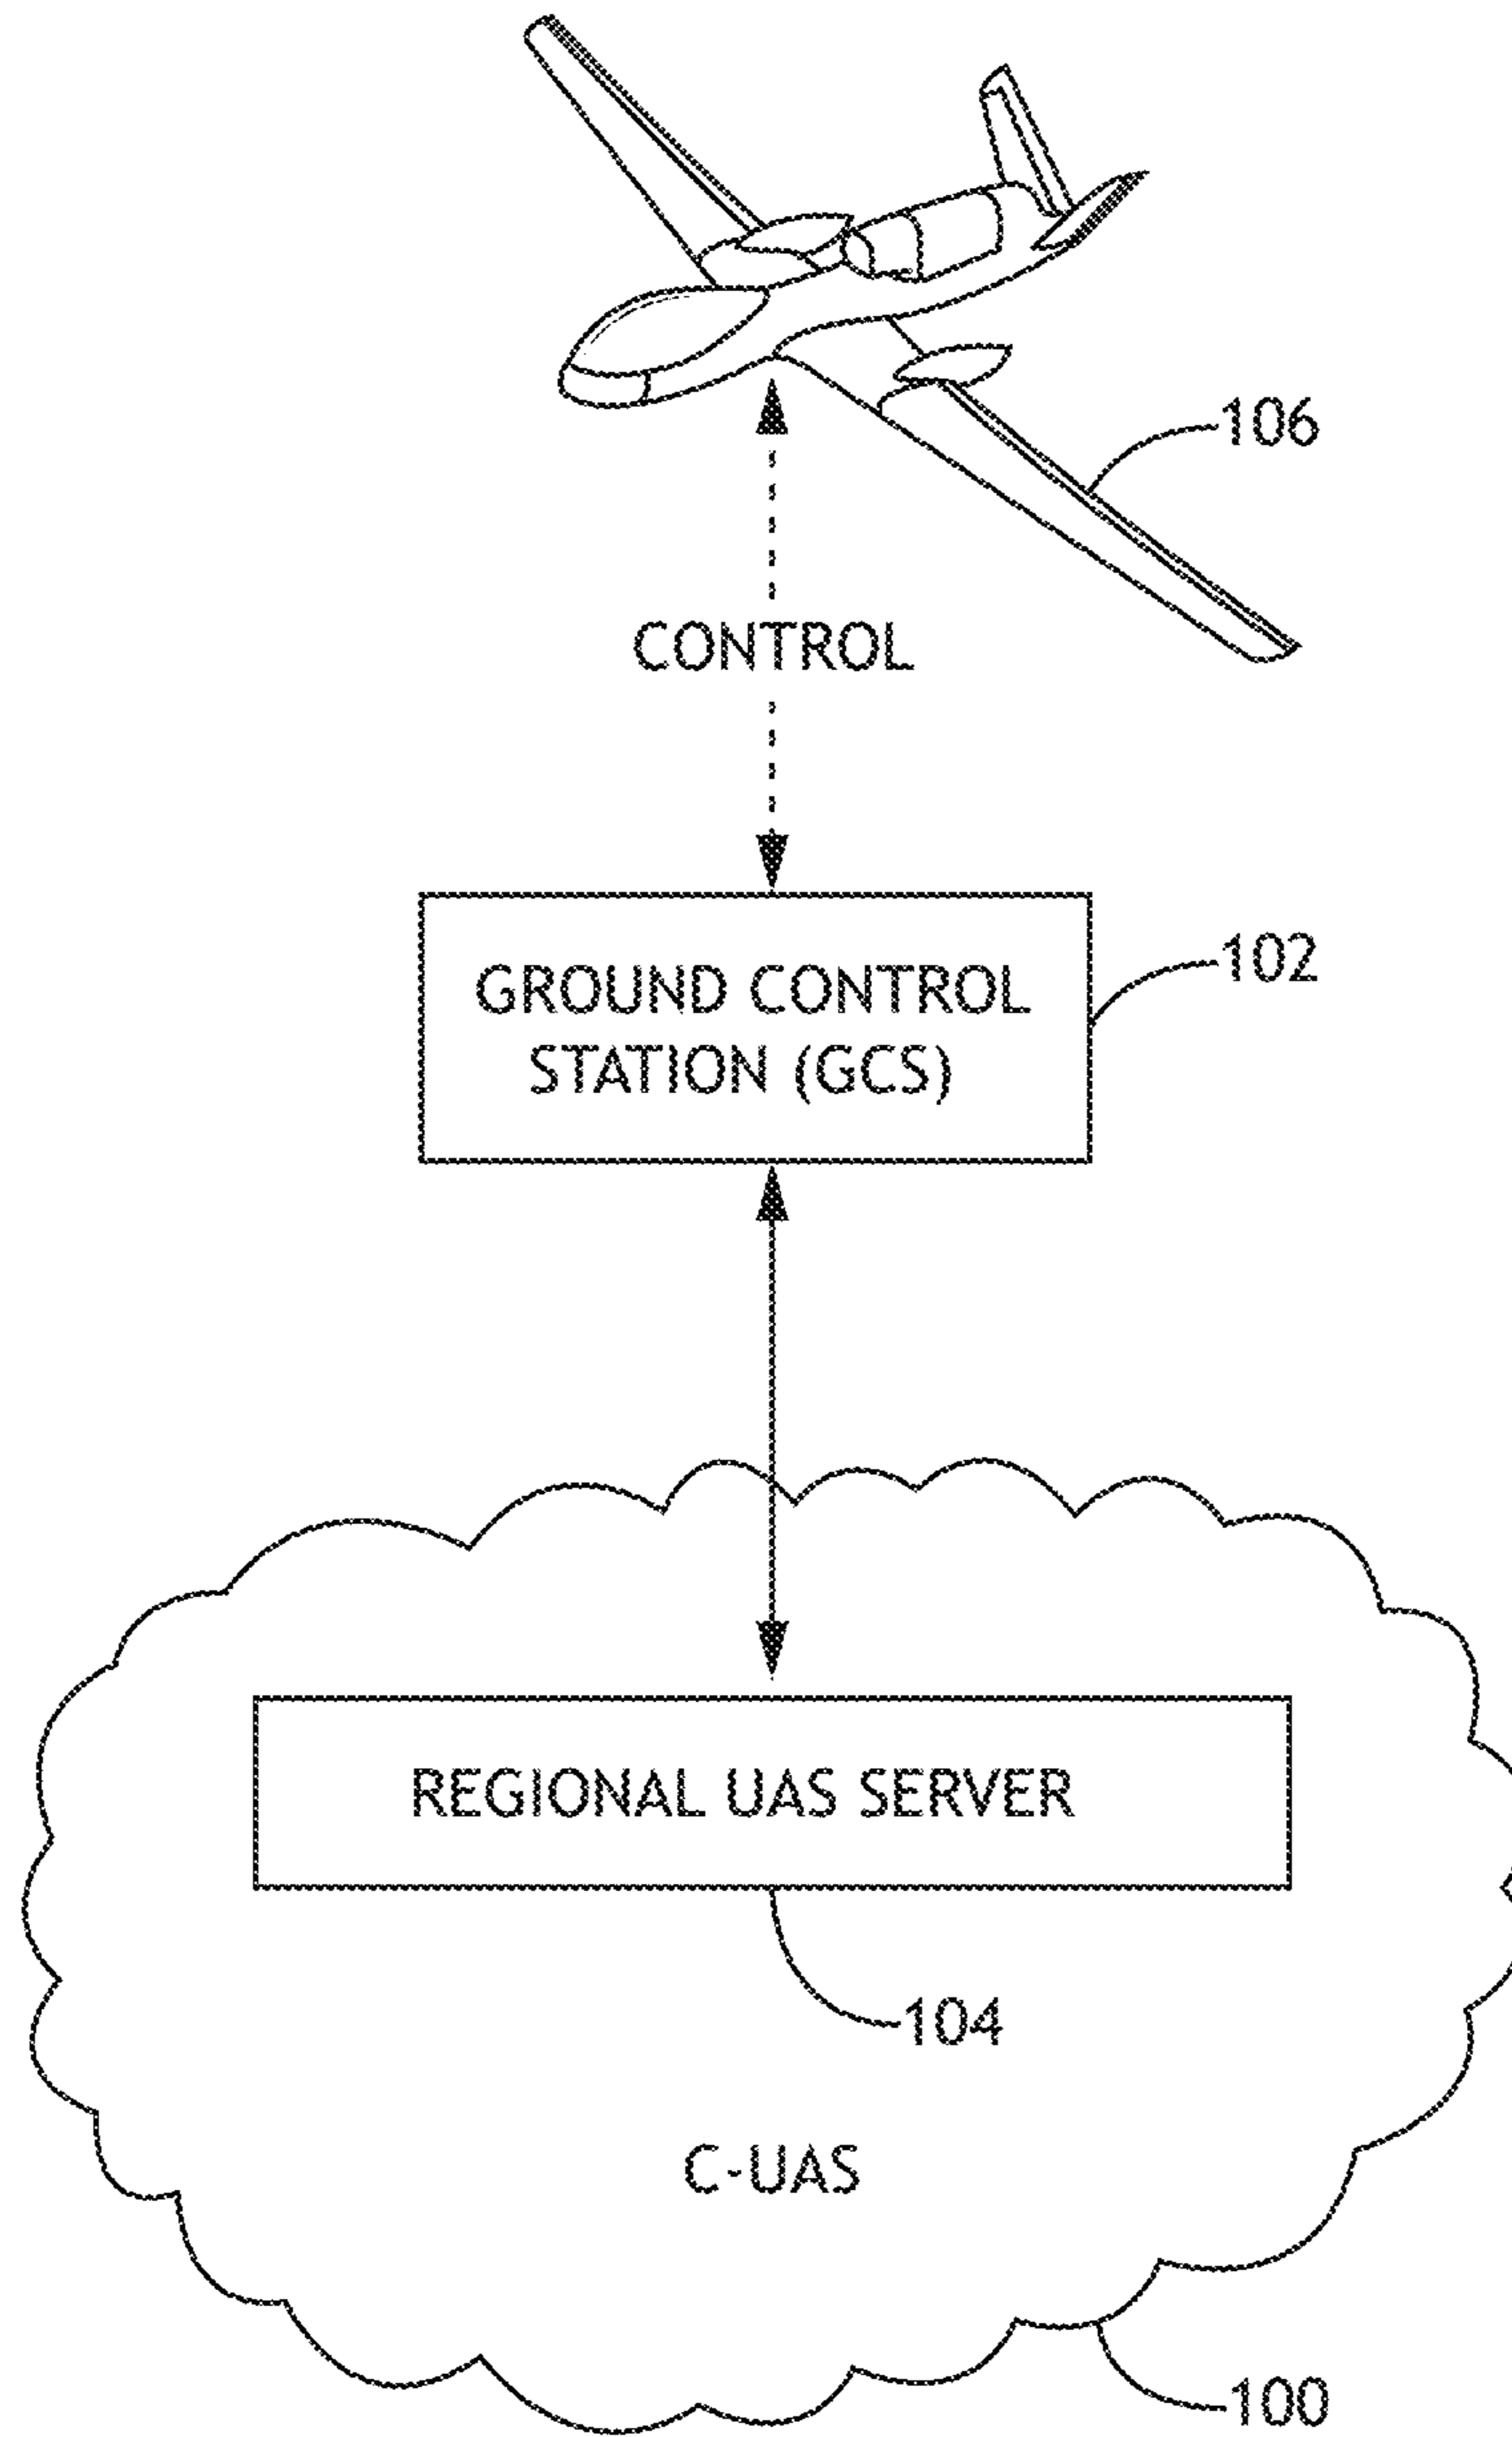 106
CONTROL
102
GROUND CONTROL
STATION (GCS)
REGIONAL UAS SERVER
104
C-UAS
100